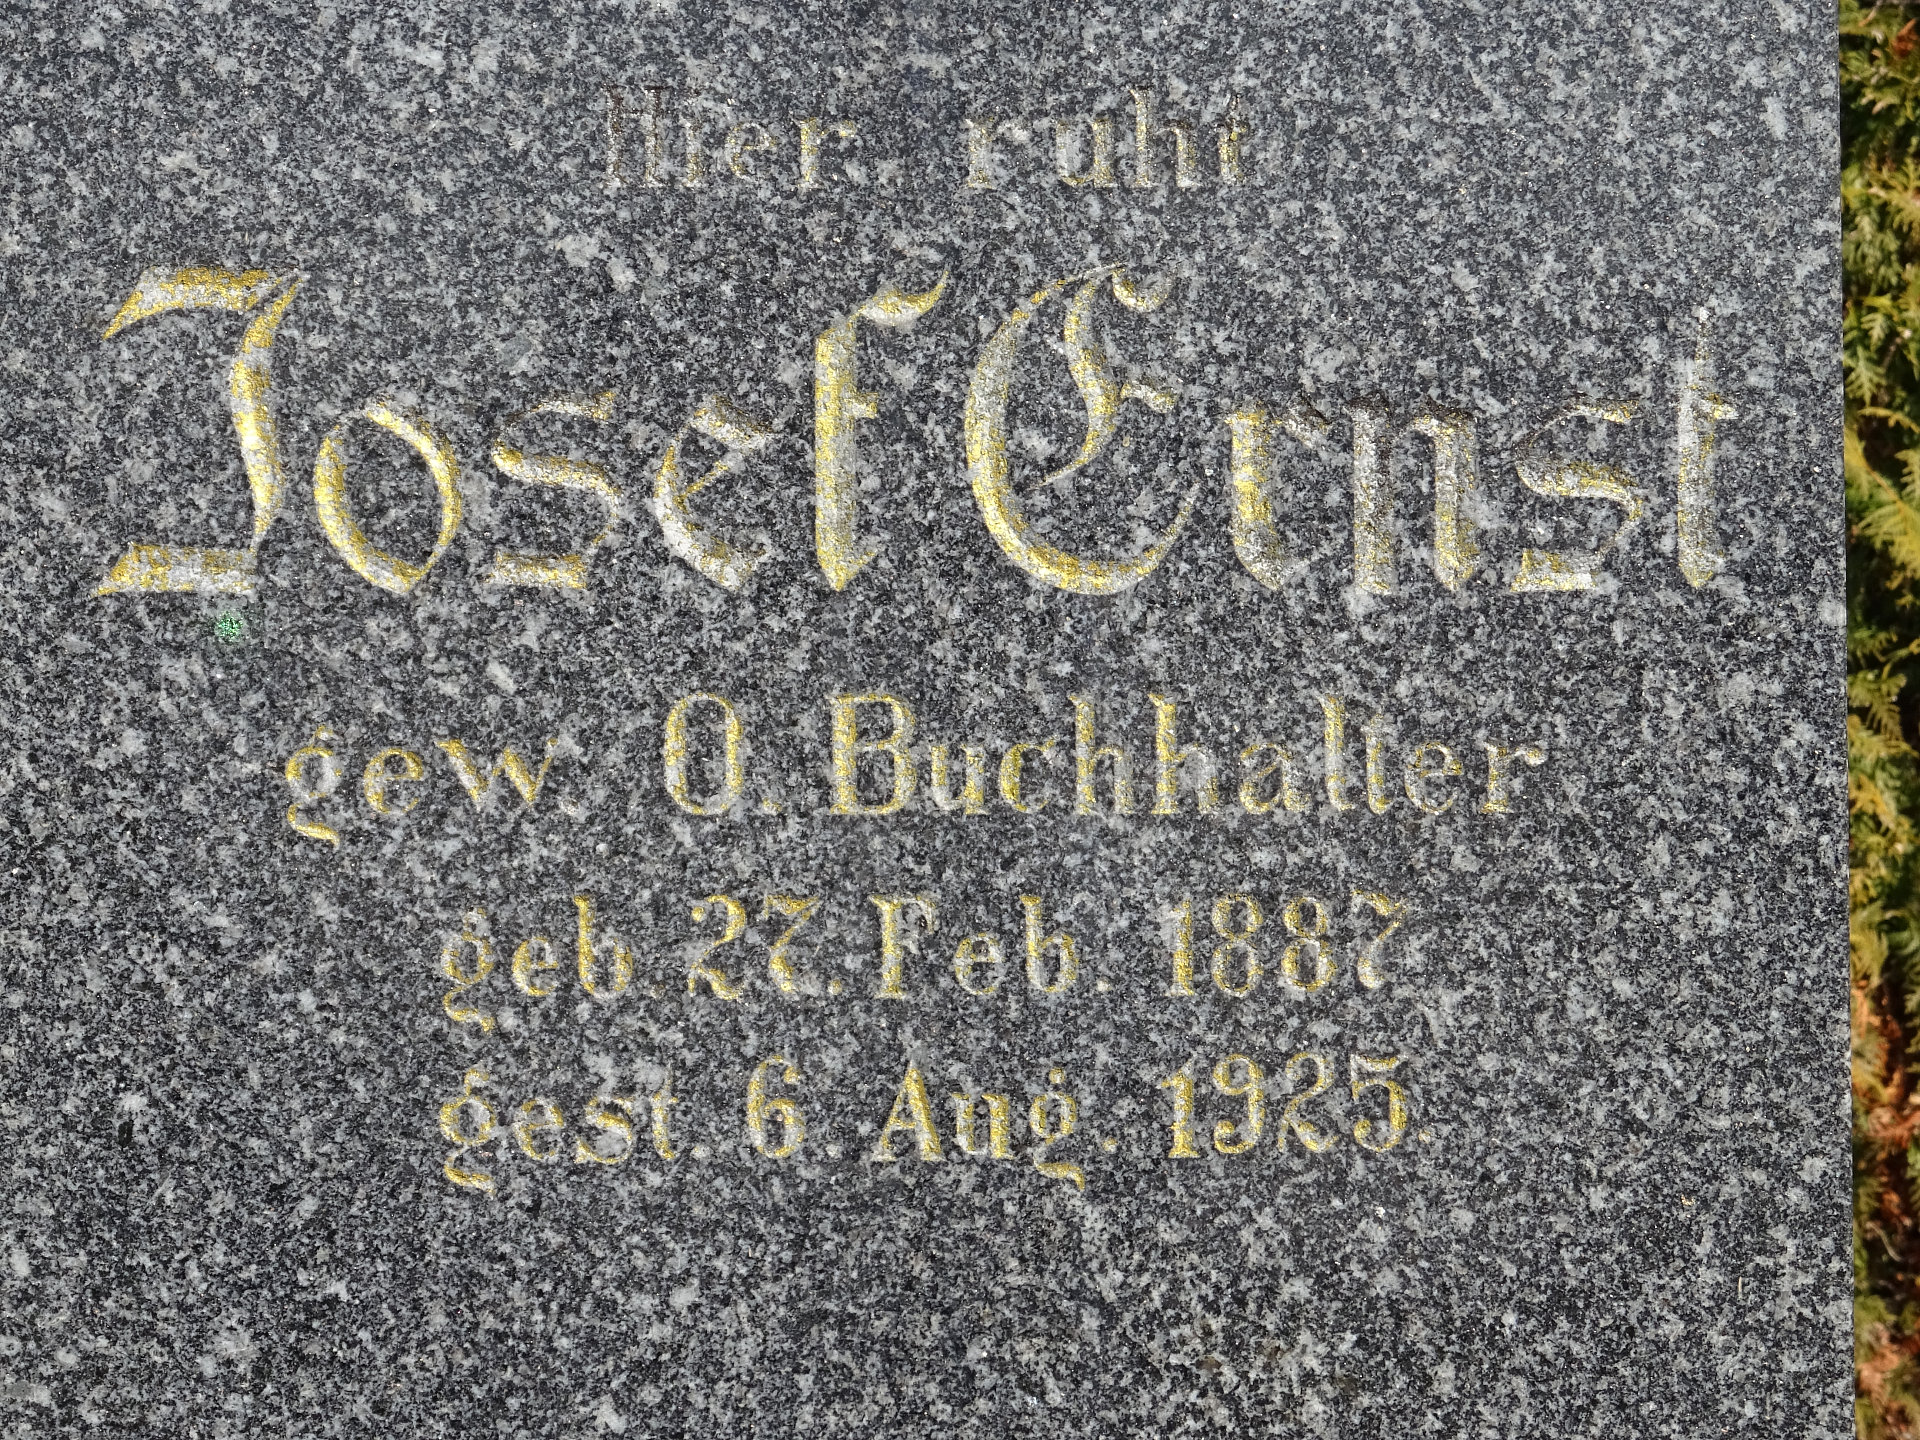 Hier ruht
Josef Ernst
gew. O. Buchhalter
geb. 27. Feb. 1887
gest. 6. Aug. 1925.